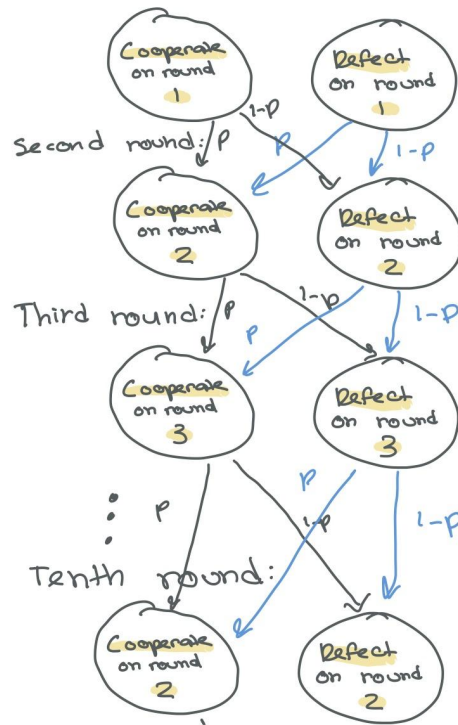 Cooperate
on round
1
Defect
on round
1
Second round:
p
1-p
p
1-p
Cooperate
on round
2
Defect
on round
2
Third round:
p
1-p
p
1-p
Cooperate
on round
3
Defect
on round
3
p
1-p
p
1-p
Tenth round:
Cooperate
on round
2
Defect
on round
2